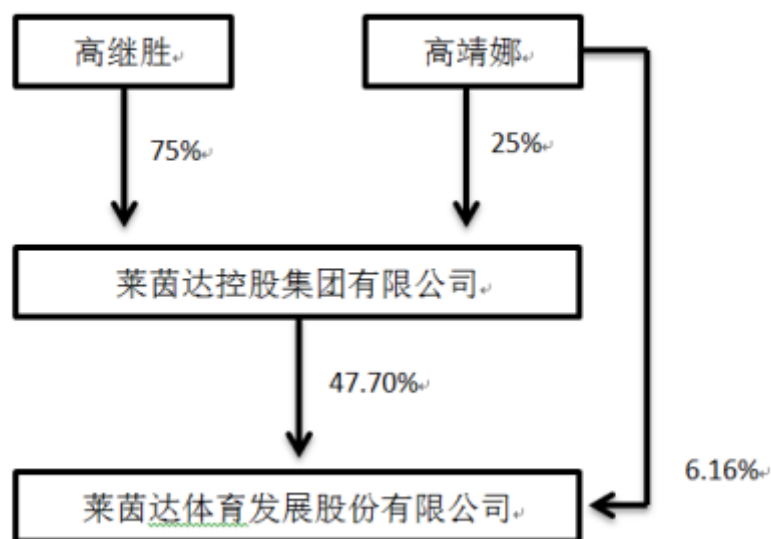 高继胜
高靖娜
75%
25%
莱茵达控股集团有限公司
47.70%
6.16%
莱茵达体育发展股份有限公司